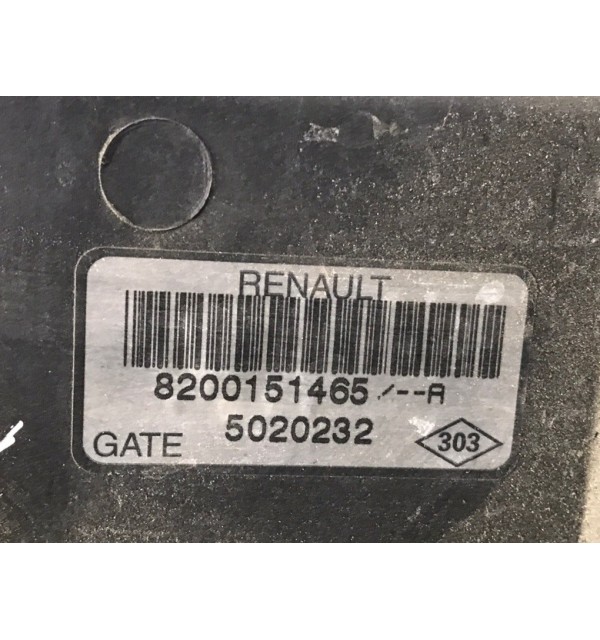 RENAULT
8200151465/--A
5020232
GATE
303